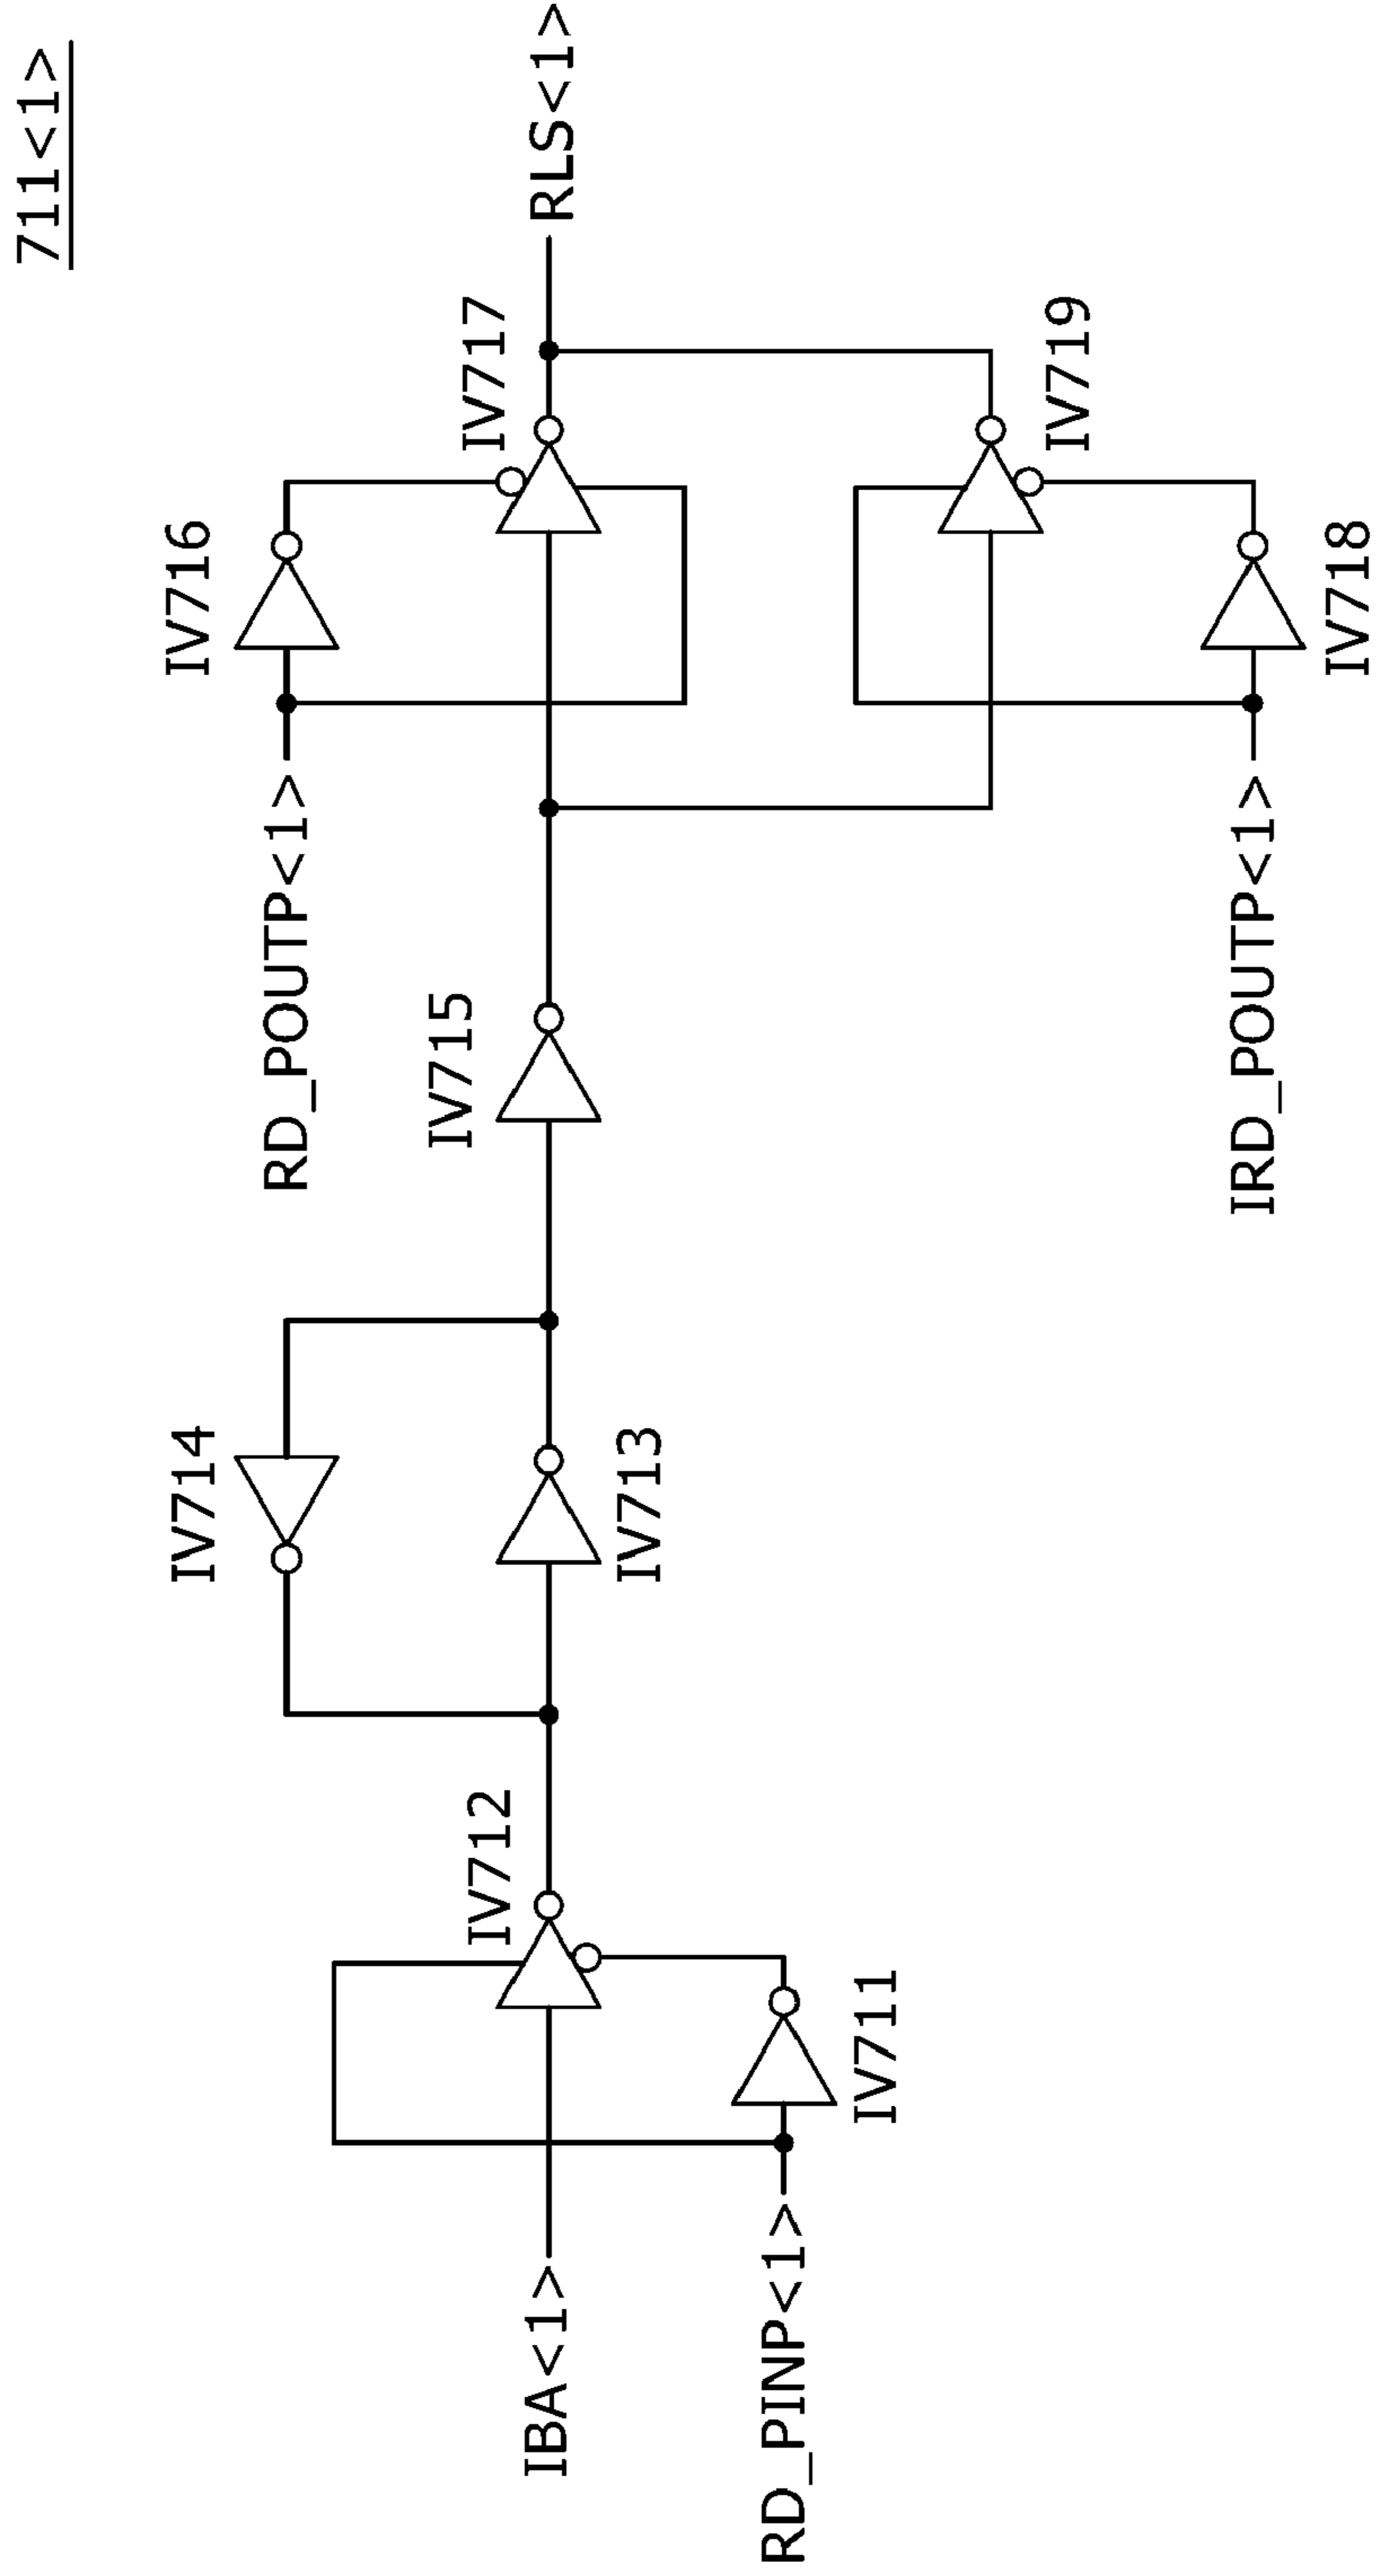 711<1>
IV716
IV717
RD_POUTP<1>
RLS<1>
IV714
IV715
IV712
IBA<1>
IV713
IV719
RD_PINP<1>
IV711
IRD_POUTP<1>
IV718